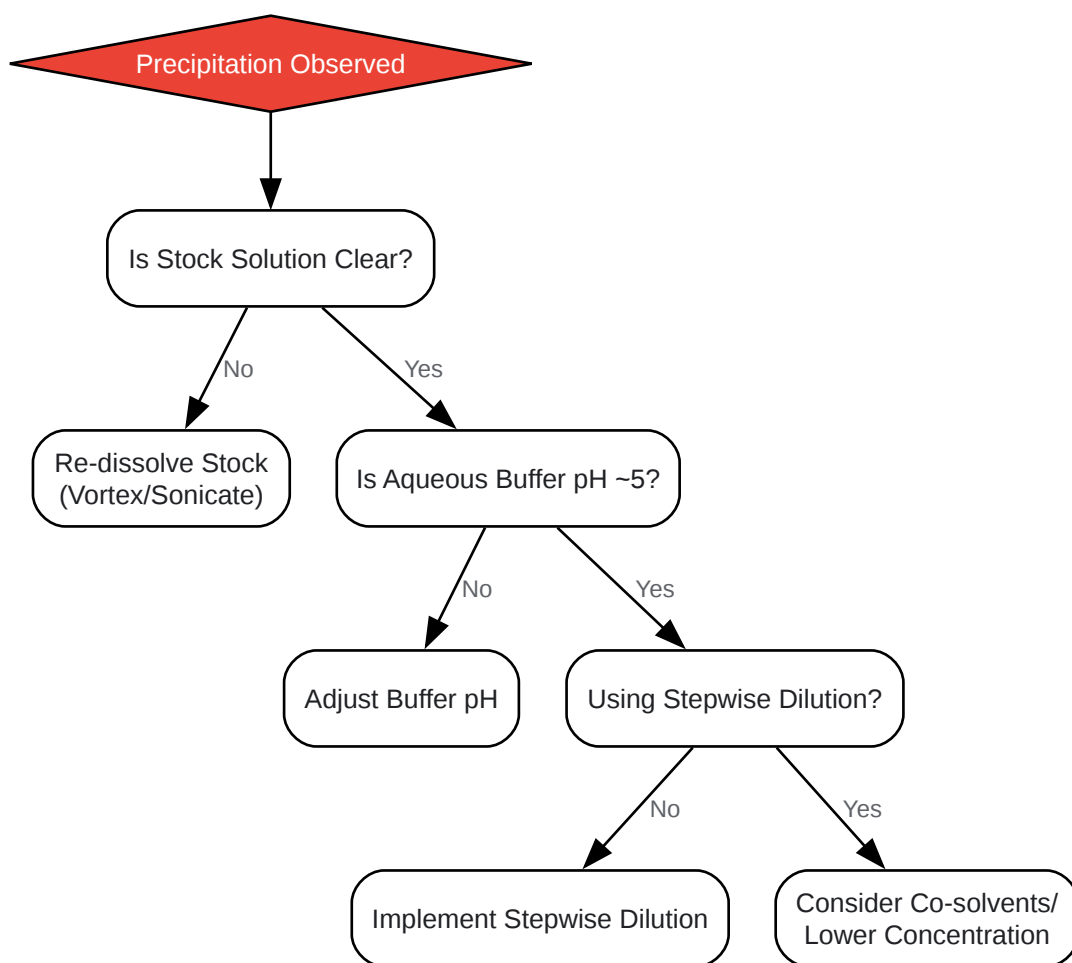 Precipitation Observed
Is Stock Solution Clear?
No
Yes
Re-dissolve Stock
(Vortex/Sonicate)
Is Aqueous Buffer pH ~5?
No
Yes
Adjust Buffer pH
Using Stepwise Dilution?
No
Yes
Implement Stepwise Dilution
Consider Co-solvents/
Lower Concentration